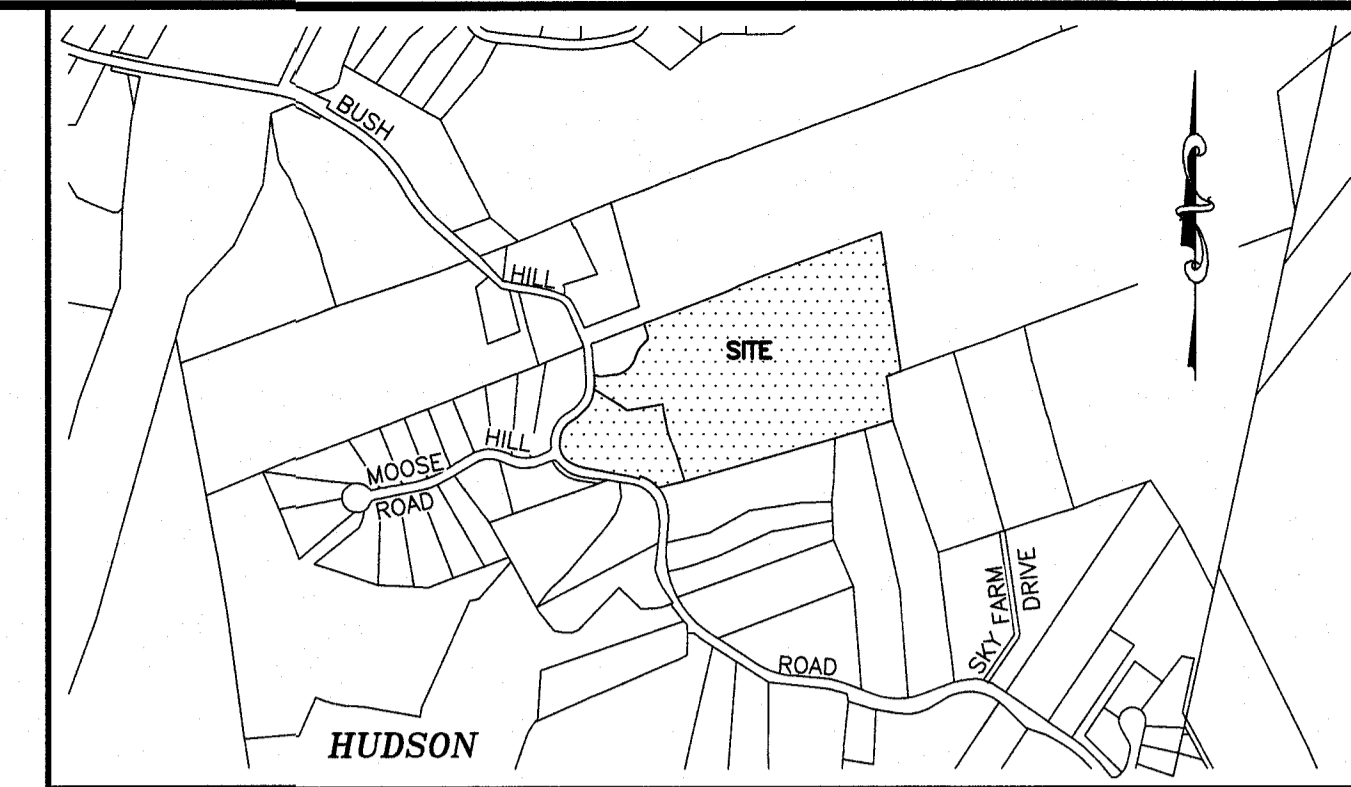 BUSH
HILL
SITE
HILL
MOOSE
ROAD
SKY FARM
DRIVE
ROAD
HUDSON